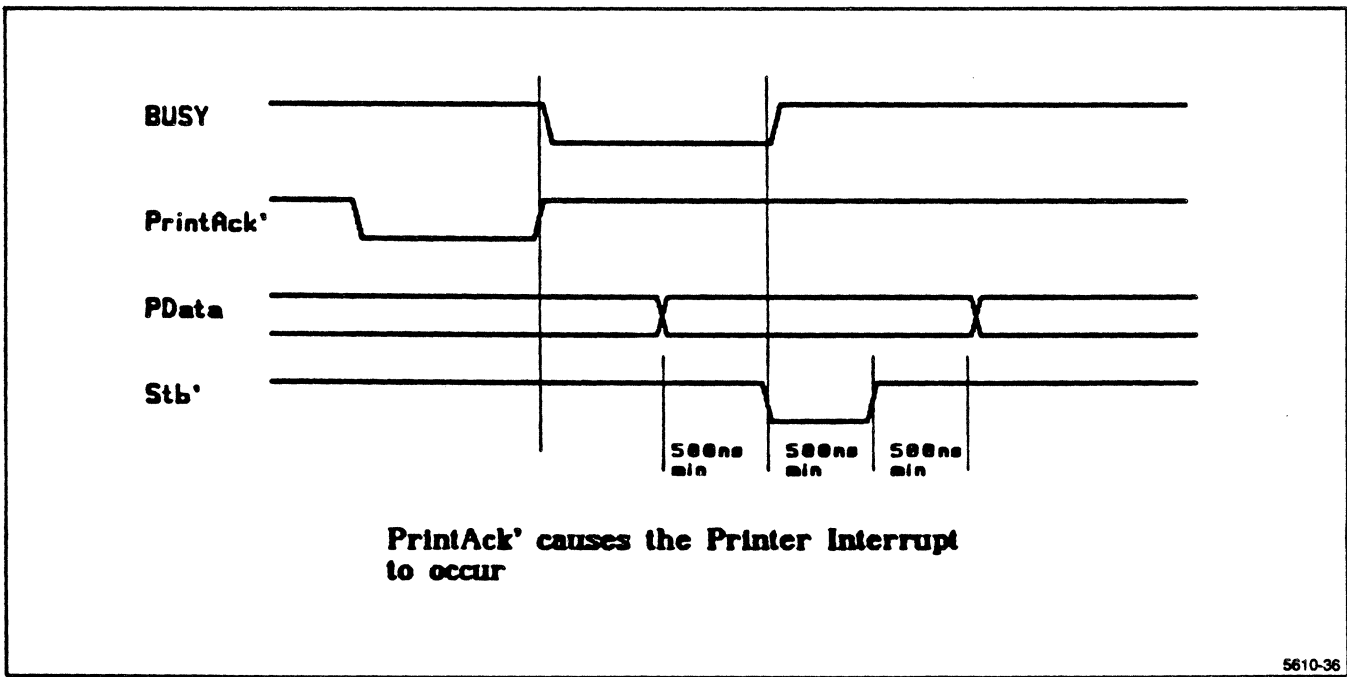 BUSY
PrintAck'
PData
Stb'
500ns 500ns 500ns
min min min
PrintAck' causes the Printer Interrupt
to occur
5610-36